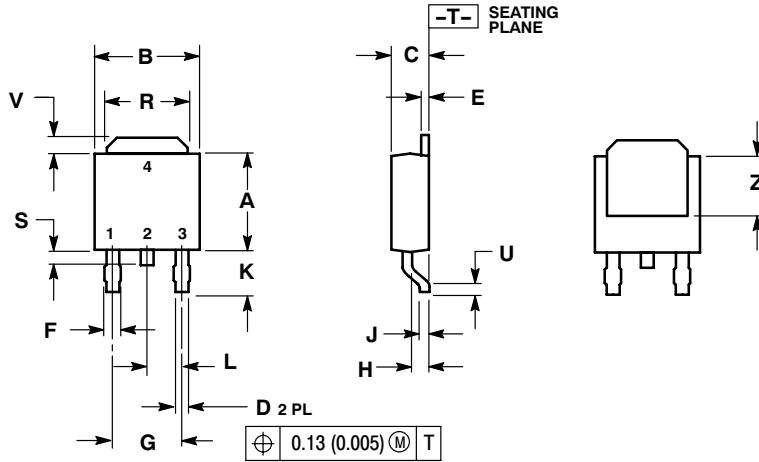 –T– SEATING
PLANE
B
C
V
R
E
4
A
Z
S
1 2 3
K
U
F
J
L
H
D 2 PL
G
⌖ 0.13 (0.005) Ⓜ T